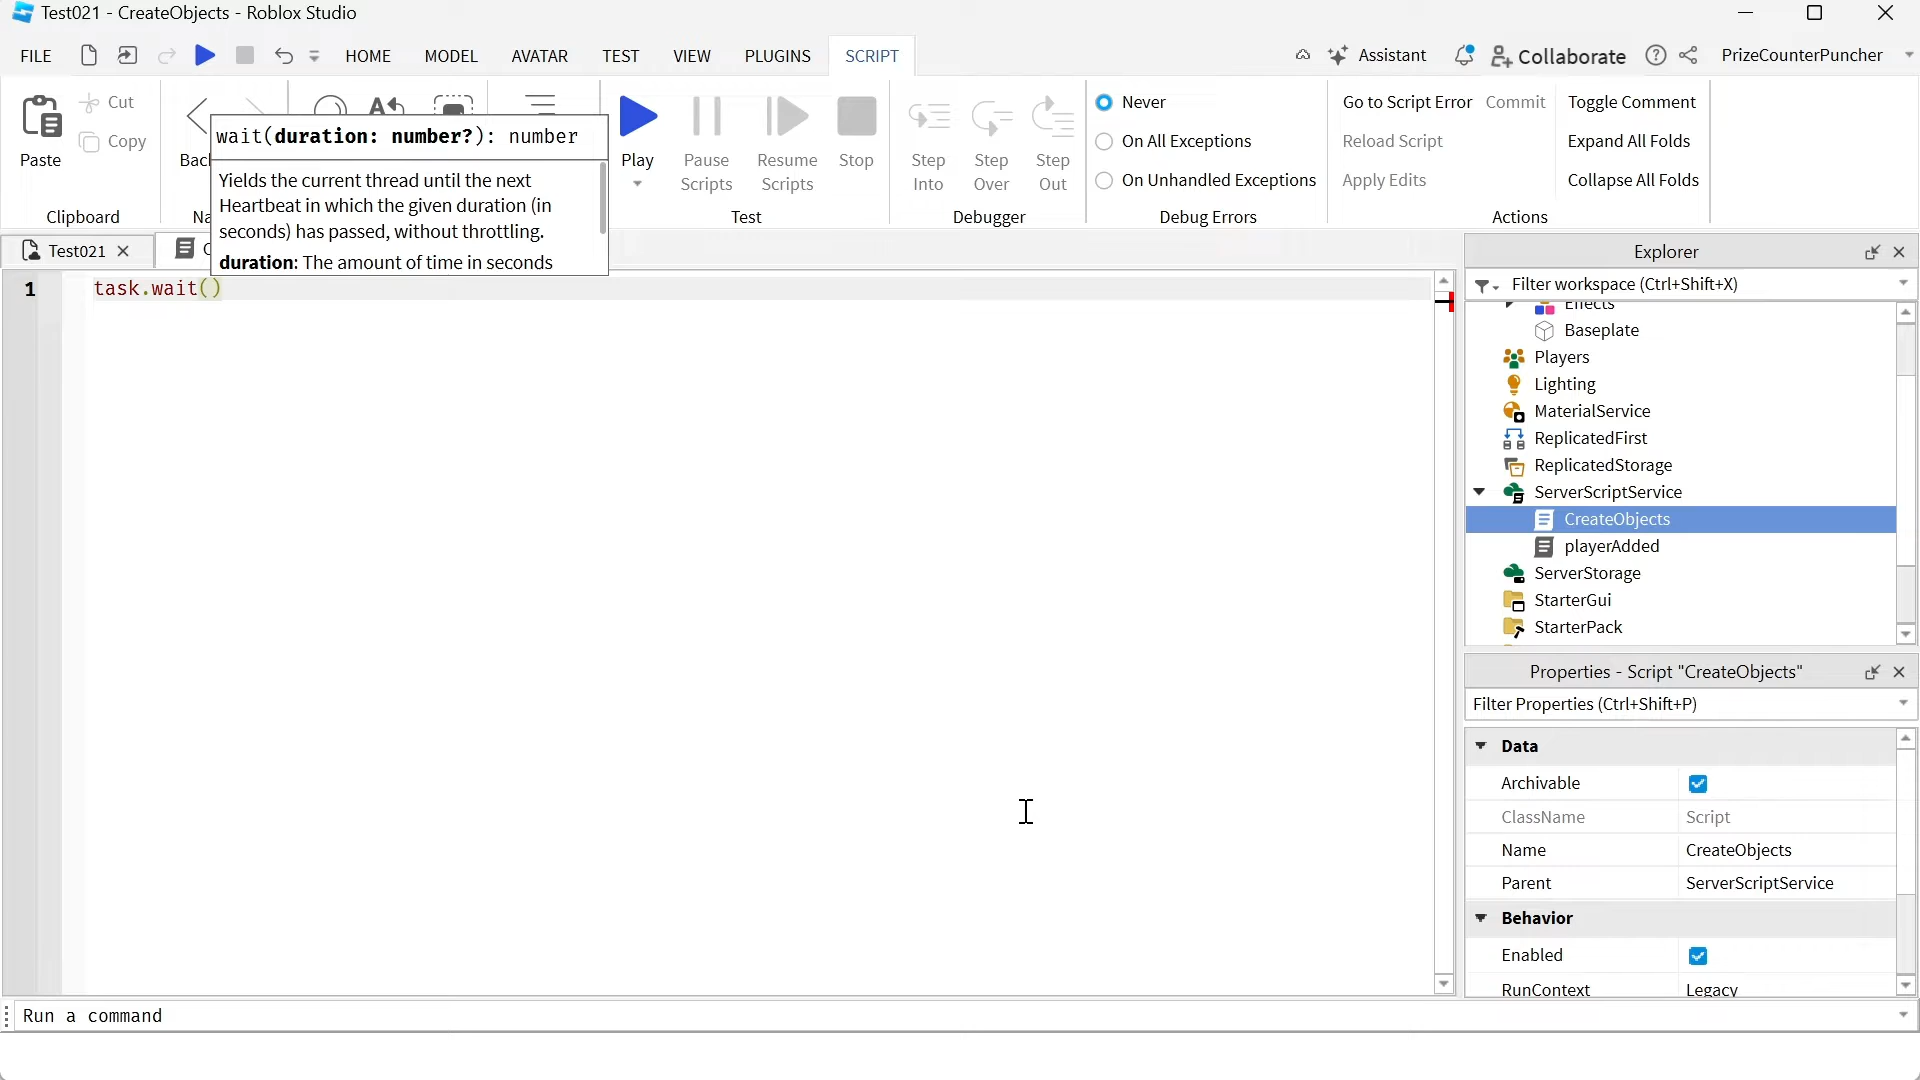 Test021 - CreateObjects - Roblox Studio
FILE HOME MODEL AVATAR TEST VIEW PLUGINS SCRIPT Assistant Collaborate PrizeCounterPuncher
Paste Cut Copy
Clipboard
Bac
Na
wait(duration: number?): number
Yields the current thread until the next
Heartbeat in which the given duration (in
seconds) has passed, without throttling.
duration: The amount of time in seconds
Play Pause Scripts Resume Scripts Stop
Test
Step Into Step Over Step Out
Debugger
Never
On All Exceptions
On Unhandled Exceptions
Debug Errors
Go to Script Error Commit Toggle Comment
Reload Script Expand All Folds
Apply Edits Collapse All Folds
Actions
Test021
C
1 task.wait()
Explorer
Filter workspace (Ctrl+Shift+X)
Effects
Baseplate
Players
Lighting
MaterialService
ReplicatedFirst
ReplicatedStorage
ServerScriptService
CreateObjects
playerAdded
ServerStorage
StarterGui
StarterPack
Properties - Script "CreateObjects"
Filter Properties (Ctrl+Shift+P)
Data
Archivable
ClassName Script
Name CreateObjects
Parent ServerScriptService
Behavior
Enabled
RunContext Legacy
Run a command